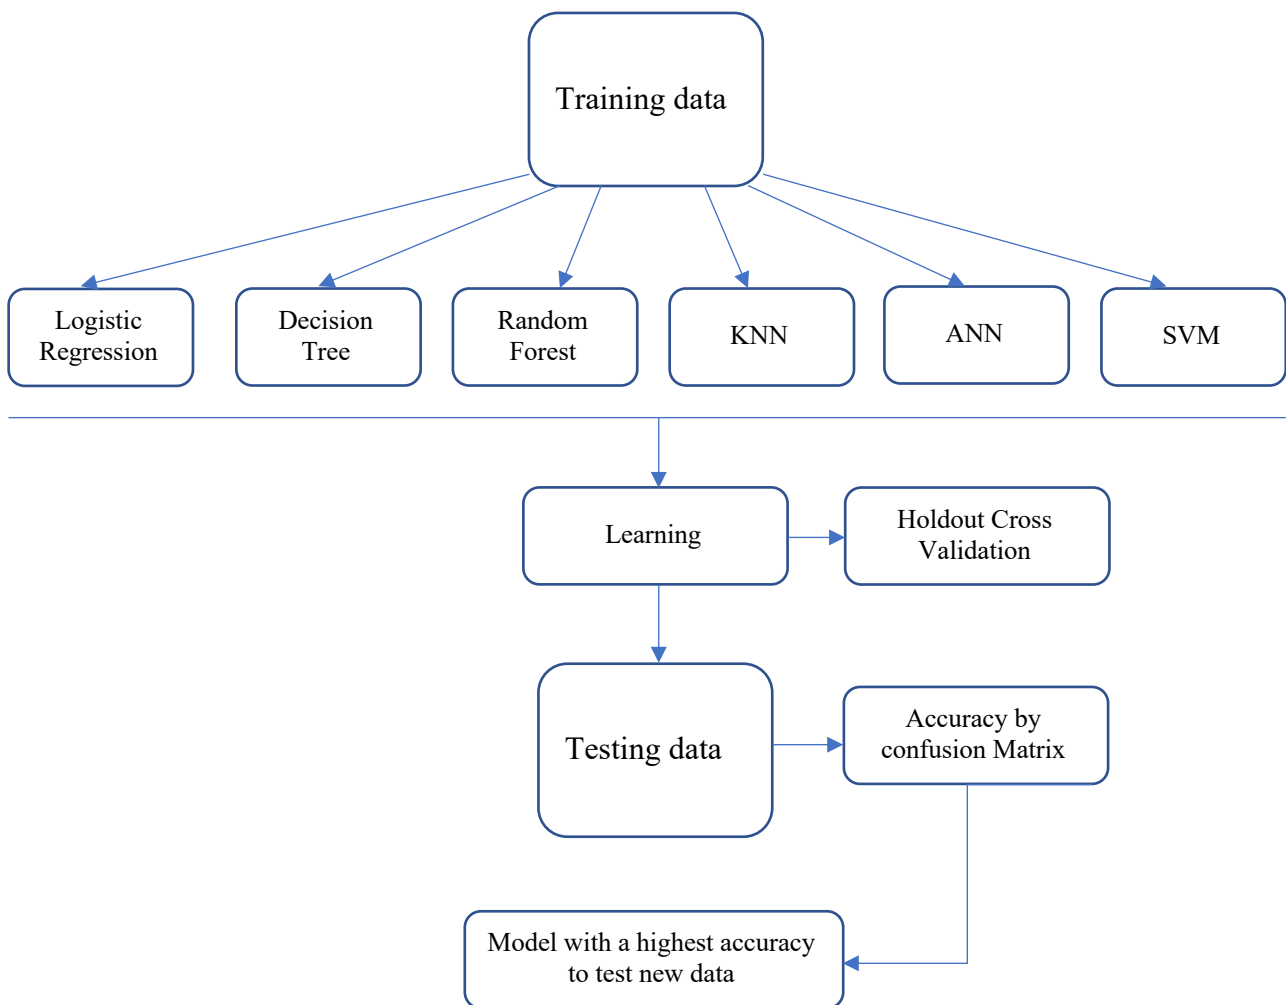 Training data
Logistic
Regression
Decision
Tree
Random
Forest
KNN
ANN
SVM
Learning
Holdout Cross
Validation
Testing data
Accuracy by
confusion Matrix
Model with a highest accuracy
to test new data